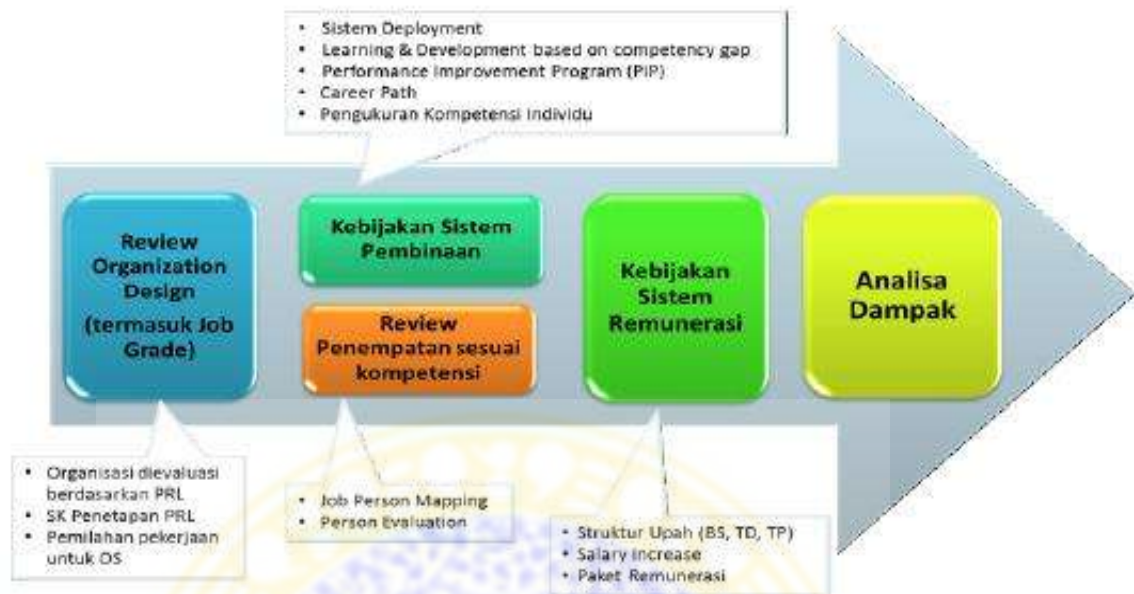 • Sistem Deployment
• Learning & Development based on competency gap
• Performance Improvement Program (PIP)
• Career Path
• Pengukuran Kompetensi Individu
Review
Organization
Design
(termasuk Job
Grade)
Kebijakan Sistem
Pembinaan
Review
Penempatan sesuai
kompetensi
Kebijakan
Sistem
Remunerasi
Analisa
Dampak
• Organisasi dievaluasi
berdasarkan PRL
• SK Penetapan PRL
• Pemilahan pekerjaan
untuk OS
• Job Person Mapping
• Person Evaluation
• Struktur Upah (BS, TD, TP)
• Salary increase
• Paket Remunerasi